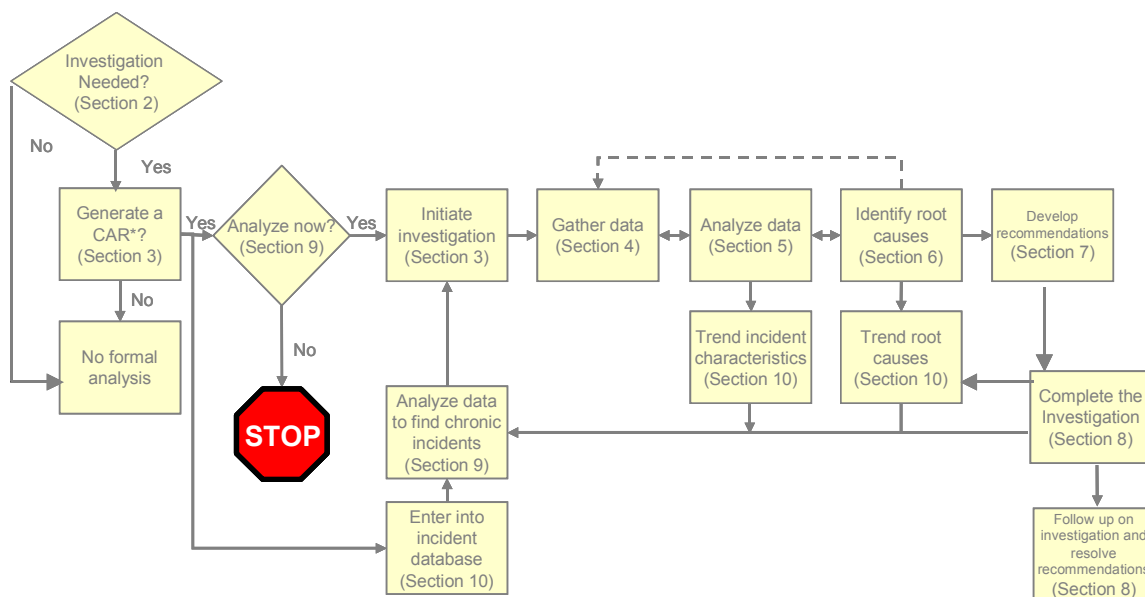 Investigation
Needed?
(Section 2)
No
Yes
Generate a
CAR*?
(Section 3)
Yes
No
No formal
analysis
Analyze now?
(Section 9)
Yes
No
STOP
Initiate
investigation
(Section 3)
Gather data
(Section 4)
Analyze data
(Section 5)
Identify root
causes
(Section 6)
Develop
recommendations
(Section 7)
Trend incident
characteristics
(Section 10)
Trend root
causes
(Section 10)
Complete the
Investigation
(Section 8)
Analyze data
to find chronic
incidents
(Section 9)
Enter into
incident
database
(Section 10)
Follow up on
investigation and
resolve
recommendations
(Section 8)